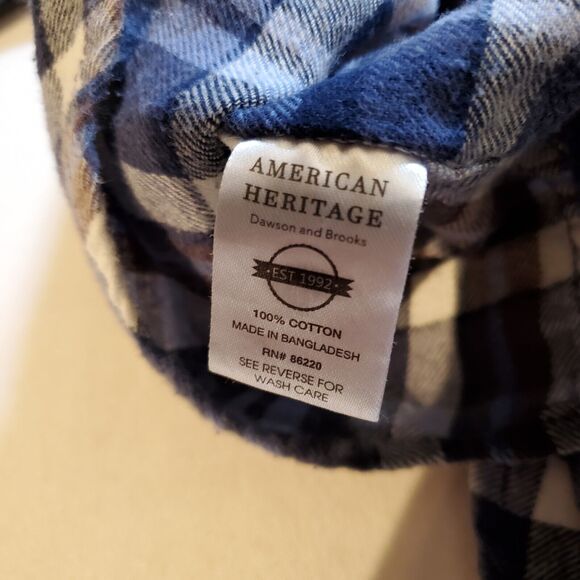 AMERICAN
HERITAGE
Dawson and Brooks
· EST 1992 ·
100% COTTON
MADE IN BANGLADESH
RN# 86220
SEE REVERSE FOR
WASH CARE